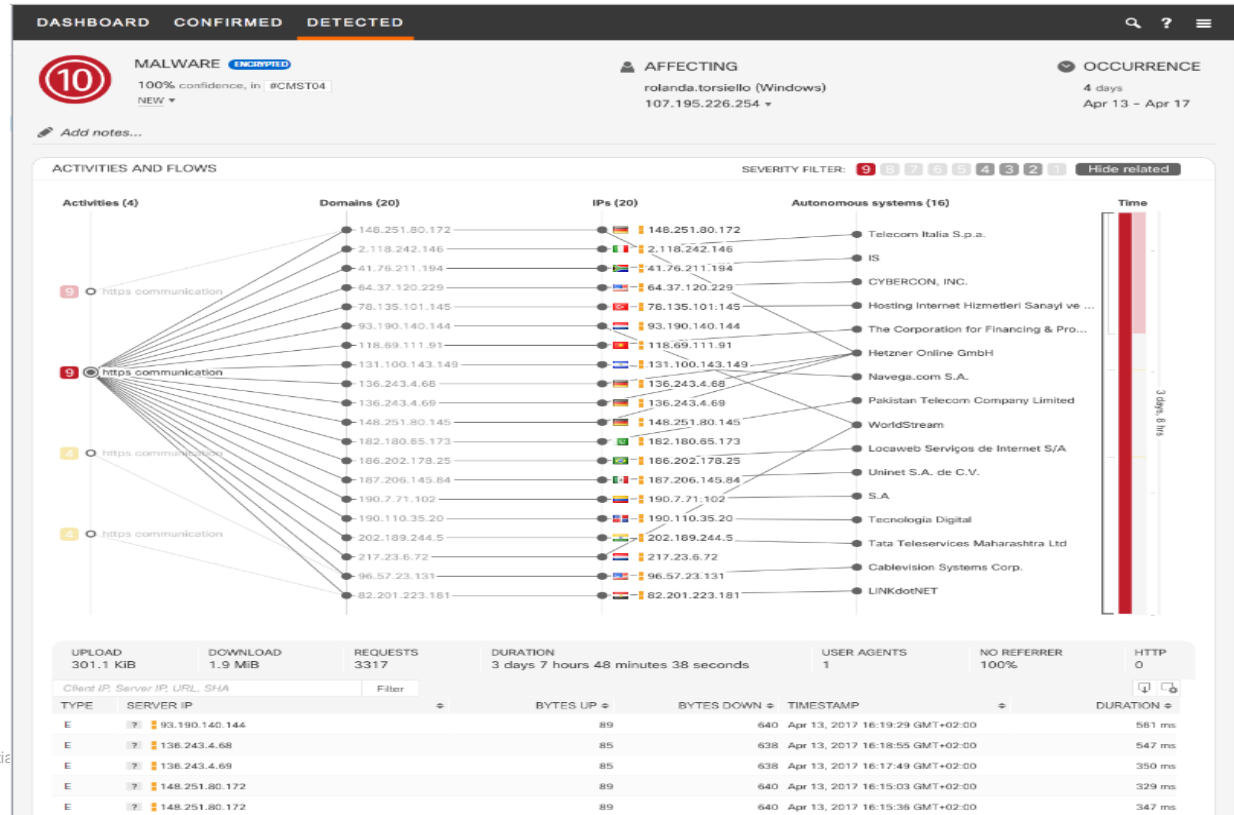 DASHBOARD CONFIRMED DETECTED ?
10 MALWARE ENCRYPTED
100% confidence, in #CMST04
NEW
AFFECTING
rolanda.torsiello (Windows)
107.195.226.254
OCCURRENCE
4 days
Apr 13 – Apr 17
Add notes...
ACTIVITIES AND FLOWS
SEVERITY FILTER: 9 8 7 6 5 4 3 2 1 Hide related
Activities (4) Domains (20) IPs (20) Autonomous systems (16) Time
9 https communication
9 https communication
4 https communication
4 https communication
148.251.80.172
2.118.242.146
41.76.211.194
64.37.120.229
78.135.101.145
93.190.140.144
118.69.111.91
131.100.143.149
136.243.4.68
136.243.4.69
148.251.80.145
182.180.65.173
186.202.178.25
187.206.145.84
190.7.71.102
190.110.35.20
202.189.244.5
217.23.6.72
96.57.23.131
82.201.223.181
148.251.80.172
2.118.242.146
41.76.211.194
64.37.120.229
78.135.101.145
93.190.140.144
118.69.111.91
131.100.143.149
136.243.4.68
136.243.4.69
148.251.80.145
182.180.65.173
186.202.178.25
187.206.145.84
190.7.71.102
190.110.35.20
202.189.244.5
217.23.6.72
96.57.23.131
82.201.223.181
Telecom Italia S.p.a.
IS
CYBERCON, INC.
Hosting Internet Hizmetleri Sanayi ve ...
The Corporation for Financing & Pro...
Hetzner Online GmbH
Navega.com S.A.
Pakistan Telecom Company Limited
WorldStream
Locaweb Serviços de Internet S/A
Uninet S.A. de C.V.
S.A
Tecnología Digital
Tata Teleservices Maharashtra Ltd
Cablevision Systems Corp.
LINKdotNET
3 days, 8 hrs
UPLOAD DOWNLOAD REQUESTS DURATION USER AGENTS NO REFERRER HTTP
301.1 KiB 1.9 MiB 3317 3 days 7 hours 48 minutes 38 seconds 1 100% 0
Client IP, Server IP, URL, SHA Filter
TYPE SERVER IP BYTES UP BYTES DOWN TIMESTAMP DURATION
E ? 93.190.140.144 89 640 Apr 13, 2017 16:19:29 GMT+02:00 561 ms
E ? 136.243.4.68 85 638 Apr 13, 2017 16:18:55 GMT+02:00 547 ms
E ? 136.243.4.69 85 638 Apr 13, 2017 16:17:49 GMT+02:00 350 ms
E ? 148.251.80.172 89 640 Apr 13, 2017 16:15:03 GMT+02:00 329 ms
E ? 148.251.80.172 89 640 Apr 13, 2017 16:15:36 GMT+02:00 347 ms